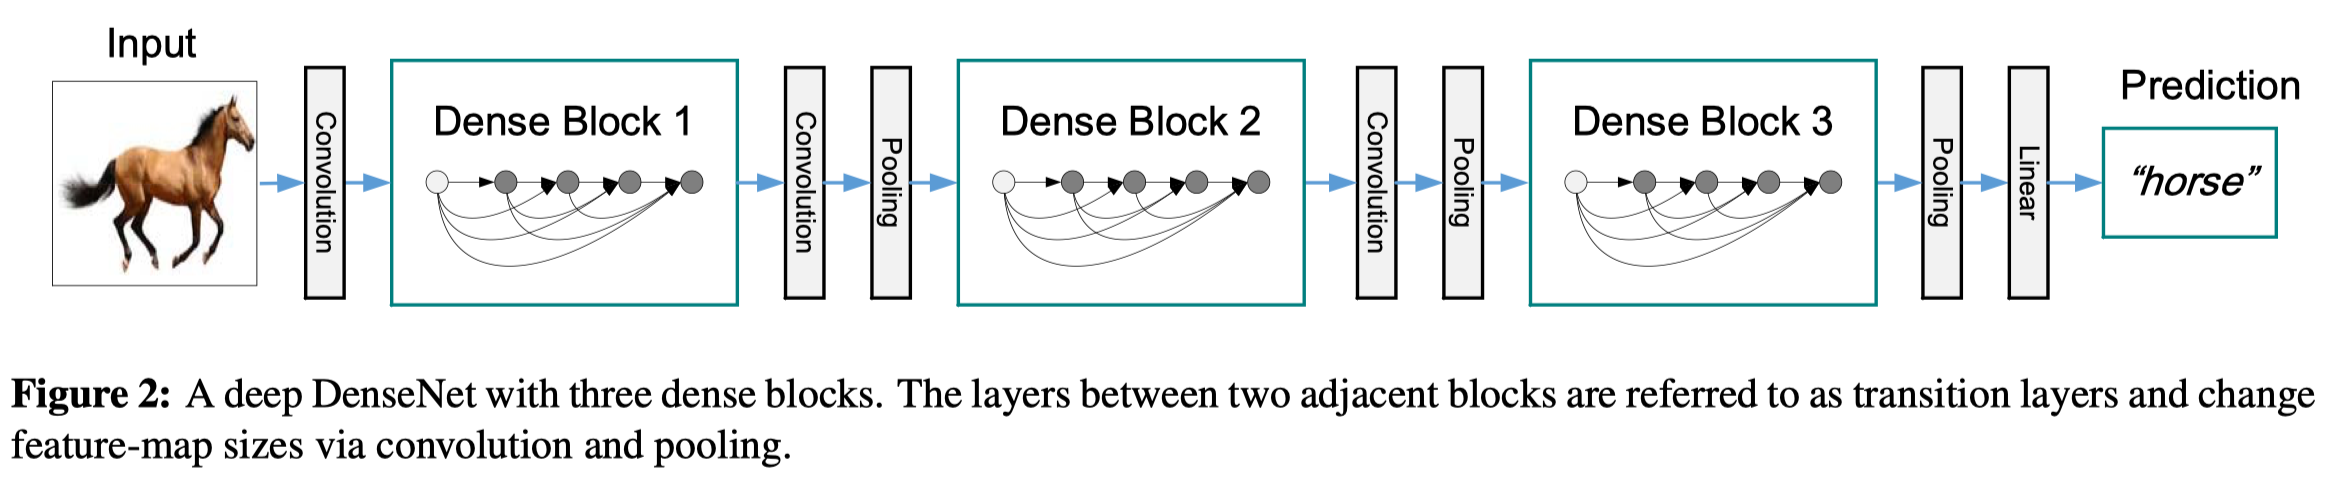 Input
Convolution
Dense Block 1
Convolution
Pooling
Dense Block 2
Convolution
Pooling
Dense Block 3
Pooling
Linear
Prediction
“horse”
Figure 2: A deep DenseNet with three dense blocks. The layers between two adjacent blocks are referred to as transition layers and change
feature-map sizes via convolution and pooling.